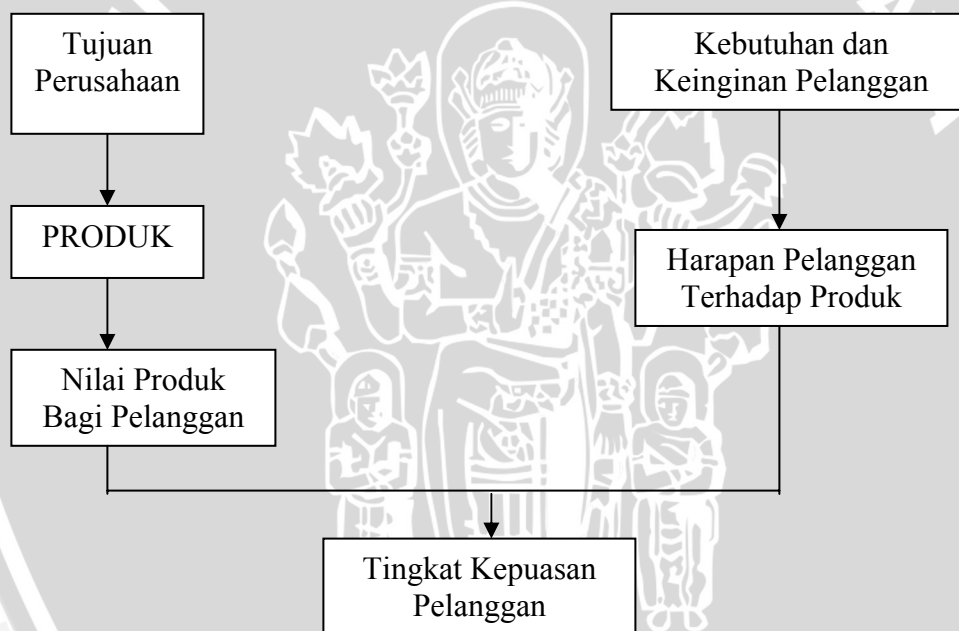 Tujuan
Perusahaan
Kebutuhan dan
Keinginan Pelanggan
PRODUK
Harapan Pelanggan
Terhadap Produk
Nilai Produk
Bagi Pelanggan
Tingkat Kepuasan
Pelanggan